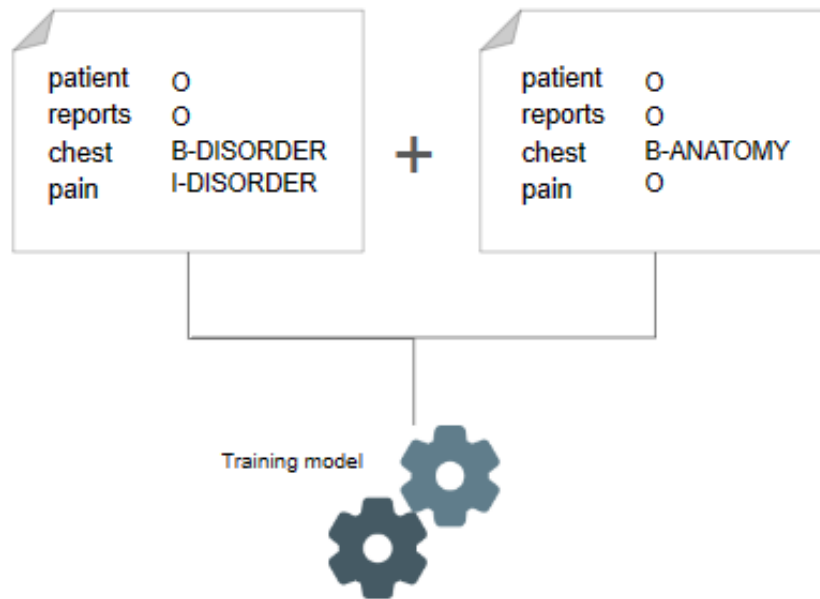 patient O
reports O
chest B-DISORDER
pain I-DISORDER
+
patient O
reports O
chest B-ANATOMY
pain O
Training model